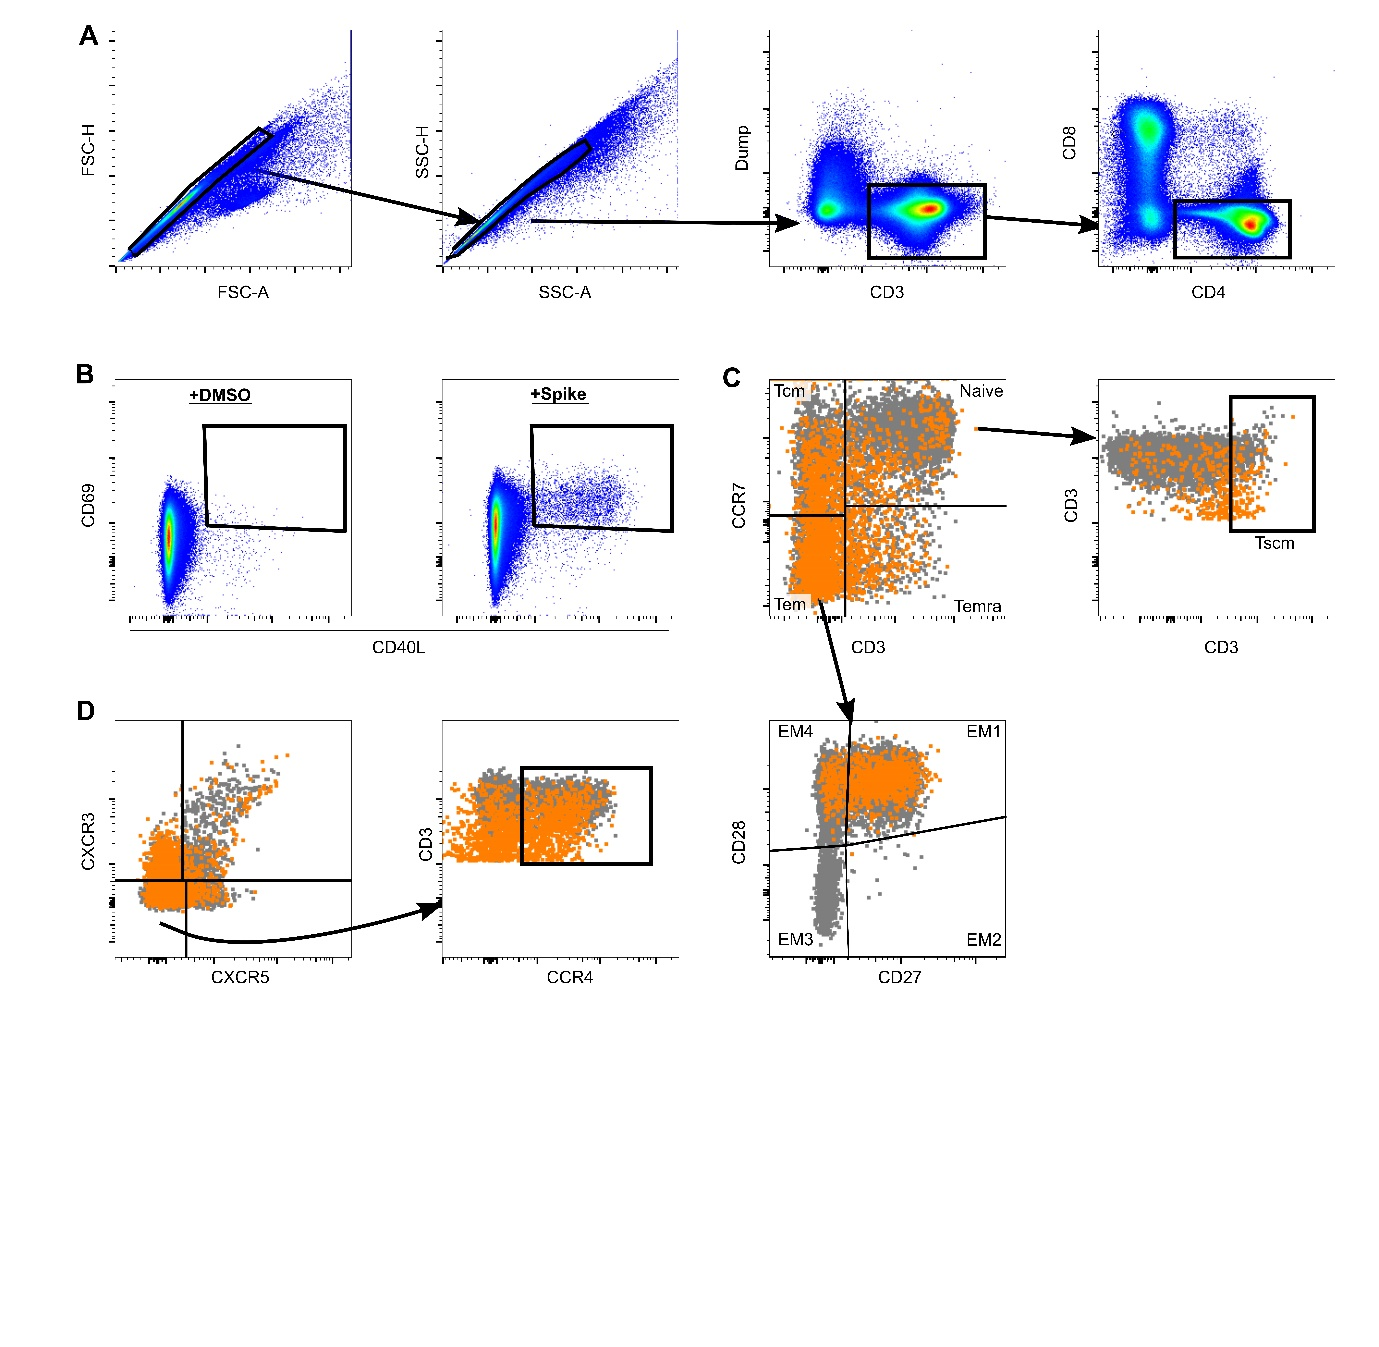 A
FSC-H
FSC-A
SSC-H
SSC-A
Dump
CD3
CD8
CD4
B
+DMSO
+Spike
CD69
CD40L
C
Tcm
Naive
CCR7
Tem
Temra
CD3
CD3
Tscm
CD3
D
CXCR3
CXCR5
CD3
CCR4
EM4
EM1
CD28
EM3
EM2
CD27